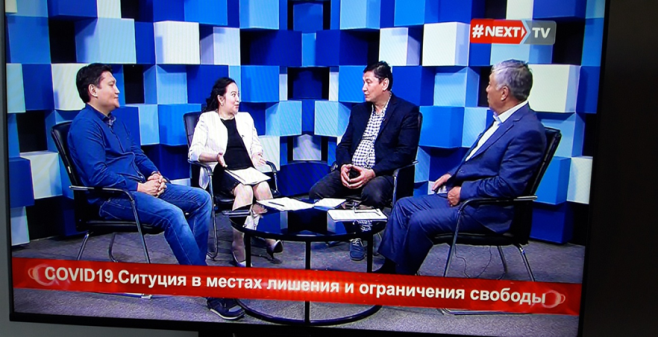 #NEXT TV
COVID19.Ситуция в местах лишения и ограничения свободы